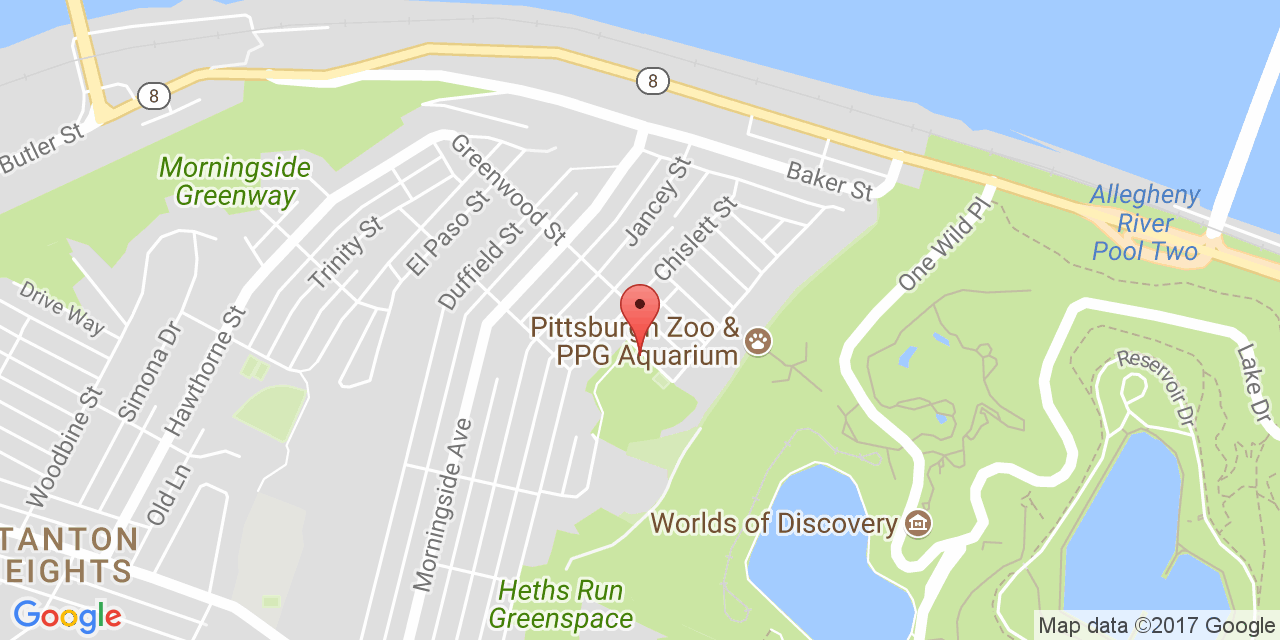 8
8
Butler St
Morningside
Greenway
Greenwood St
Jancey St
Baker St
Allegheny
River
Pool Two
Trinity St
El Paso St
Duffield St
Chislett St
One Wild Pl
Drive Way
Simona Dr
Hawthorne St
Pittsburgh Zoo &
PPG Aquarium
Reservoir Dr
Lake Dr
Woodbine St
Old Ln
Morningside Ave
Worlds of Discovery
TANTON
EIGHTS
Heths Run
Greenspace
Google
Map data ©2017 Google